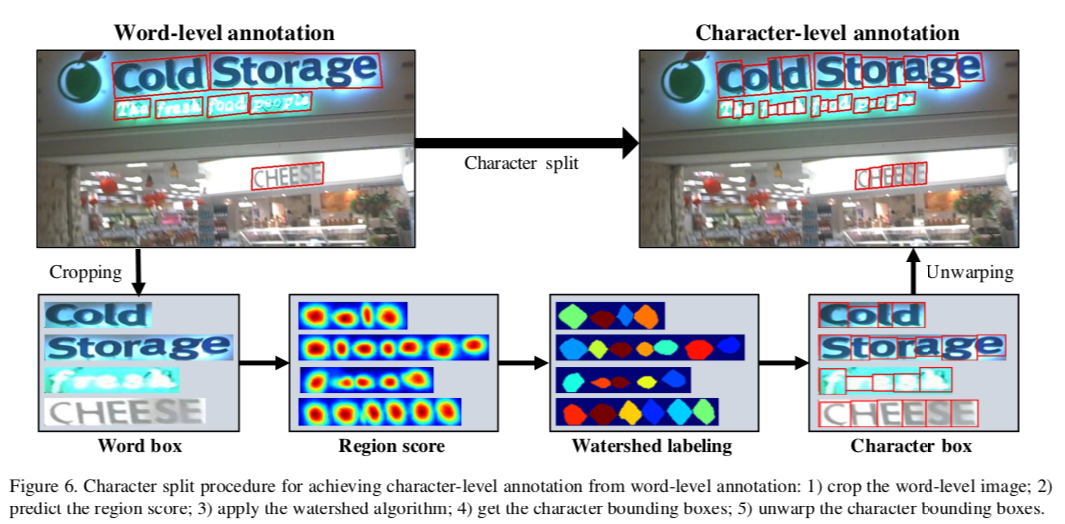 Word-level annotation
Character-level annotation
Cold Storage
The fresh food people
CHEESE
Character split
Cold Storage
The fresh food people
CHEESE
Cropping
Unwarping
Cold
Storage
fresh
CHEESE
Cold
Storage
fresh
CHEESE
Word box
Region score
Watershed labeling
Character box
Figure 6. Character split procedure for achieving character-level annotation from word-level annotation: 1) crop the word-level image; 2)
predict the region score; 3) apply the watershed algorithm; 4) get the character bounding boxes; 5) unwarp the character bounding boxes.